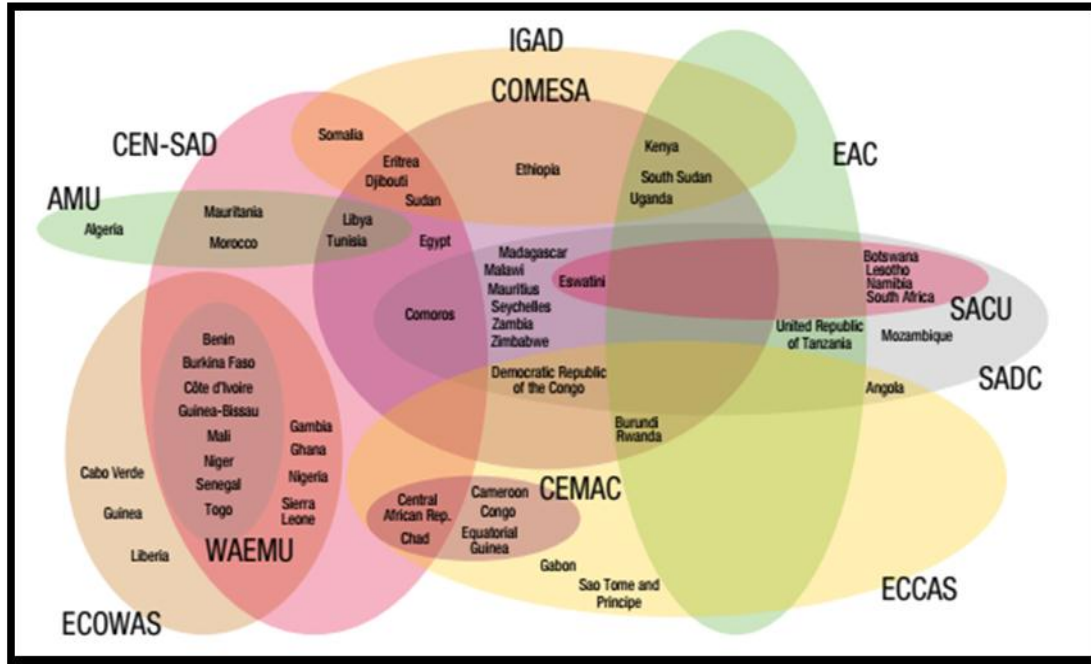 IGAD
COMESA
CEN-SAD
EAC
AMU
Somalia
Eritrea
Djibouti
Sudan
Ethiopia
Kenya
South Sudan
Uganda
Algeria
Mauritania
Morocco
Libya
Tunisia
Egypt
Madagascar
Malawi
Mauritius
Seychelles
Zambia
Zimbabwe
Eswatini
Comoros
Botswana
Lesotho
Namibia
South Africa
SACU
United Republic
of Tanzania
Mozambique
SADC
Angola
Democratic Republic
of the Congo
Burundi
Rwanda
Benin
Burkina Faso
Côte d'Ivoire
Guinea-Bissau
Mali
Niger
Senegal
Togo
Gambia
Ghana
Nigeria
Sierra
Leone
Cabo Verde
Guinea
Liberia
WAEMU
ECOWAS
CEMAC
Central
African Rep.
Chad
Cameroon
Congo
Equatorial
Guinea
Gabon
Sao Tome and
Principe
ECCAS